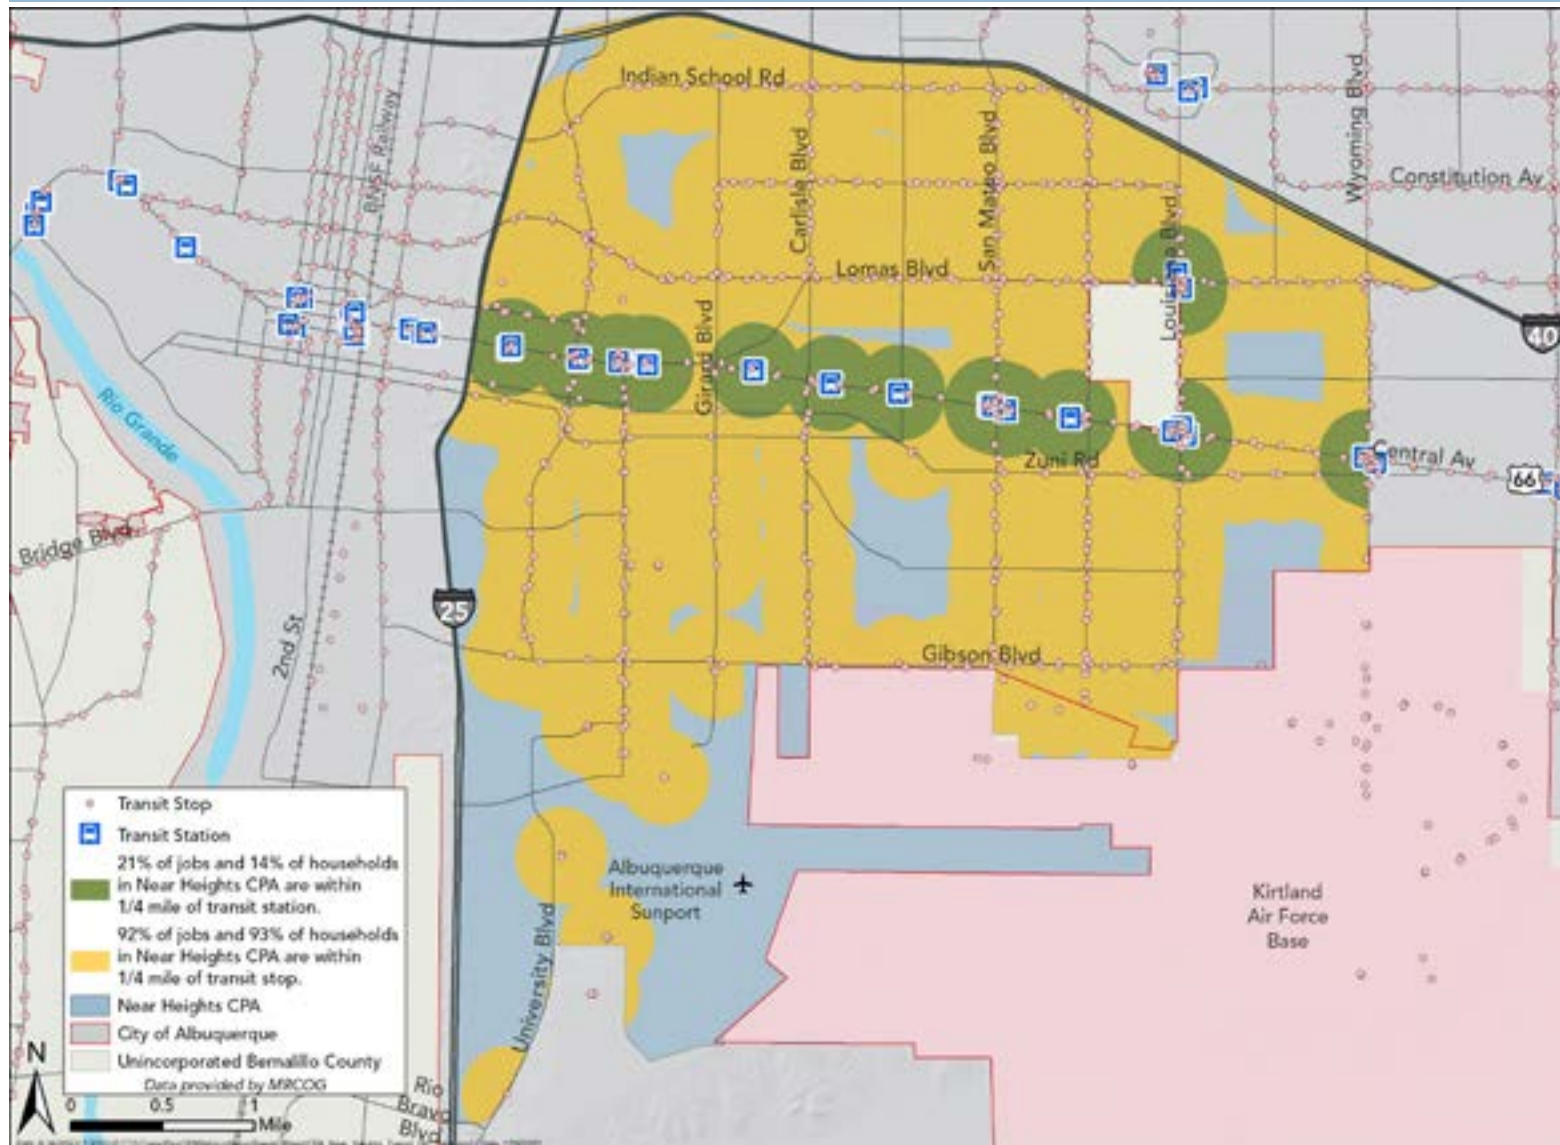 Indian School Rd
BNSF Railway
Carlisle Blvd
San Mateo Blvd
Wyoming Blvd
Constitution Av
Lomas Blvd
Girard Blvd
Blvd
40
Rio Grande
Zuni Rd
Central Av
66
Bridge Blvd
25
2nd St
Gibson Blvd
Albuquerque
International
Sunport
Kirtland
Air Force
Base
University Blvd
Rio
Bravo
Blvd
Transit Stop
Transit Station
21% of jobs and 14% of households
in Near Heights CPA are within
1/4 mile of transit station.
92% of jobs and 93% of households
in Near Heights CPA are within
1/4 mile of transit stop.
Near Heights CPA
City of Albuquerque
Unincorporated Bernalillo County
Data provided by MRCOG
N
0 0.5 1
Mile